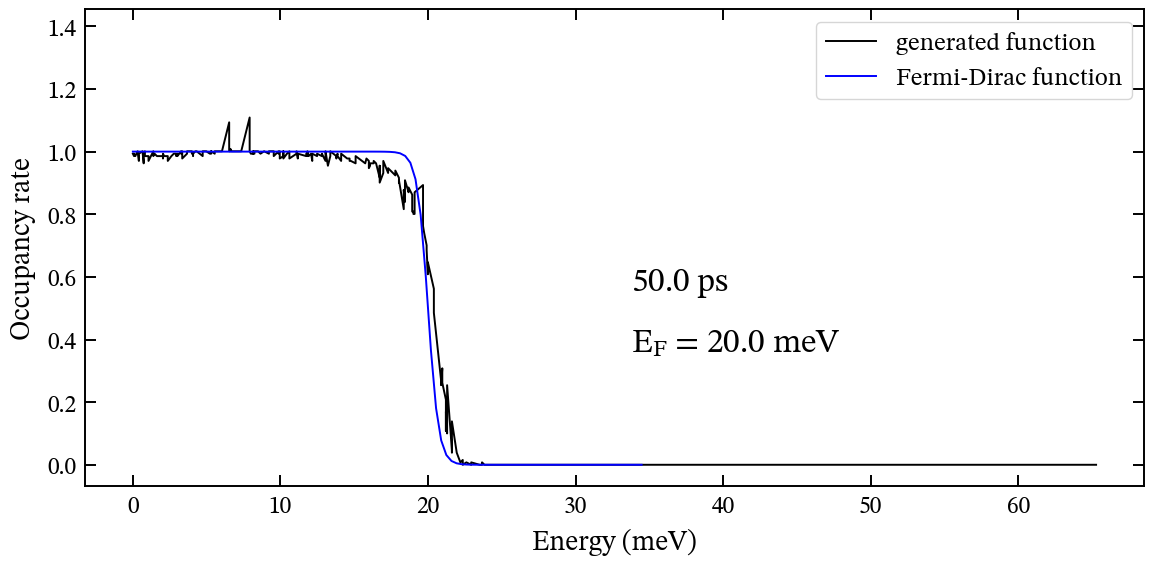 1.4
1.2
1.0
0.8
0.6
0.4
0.2
0.0
Occupancy rate
generated function
Fermi-Dirac function
50.0 ps
E_F = 20.0 meV
0 10 20 30 40 50 60
Energy (meV)